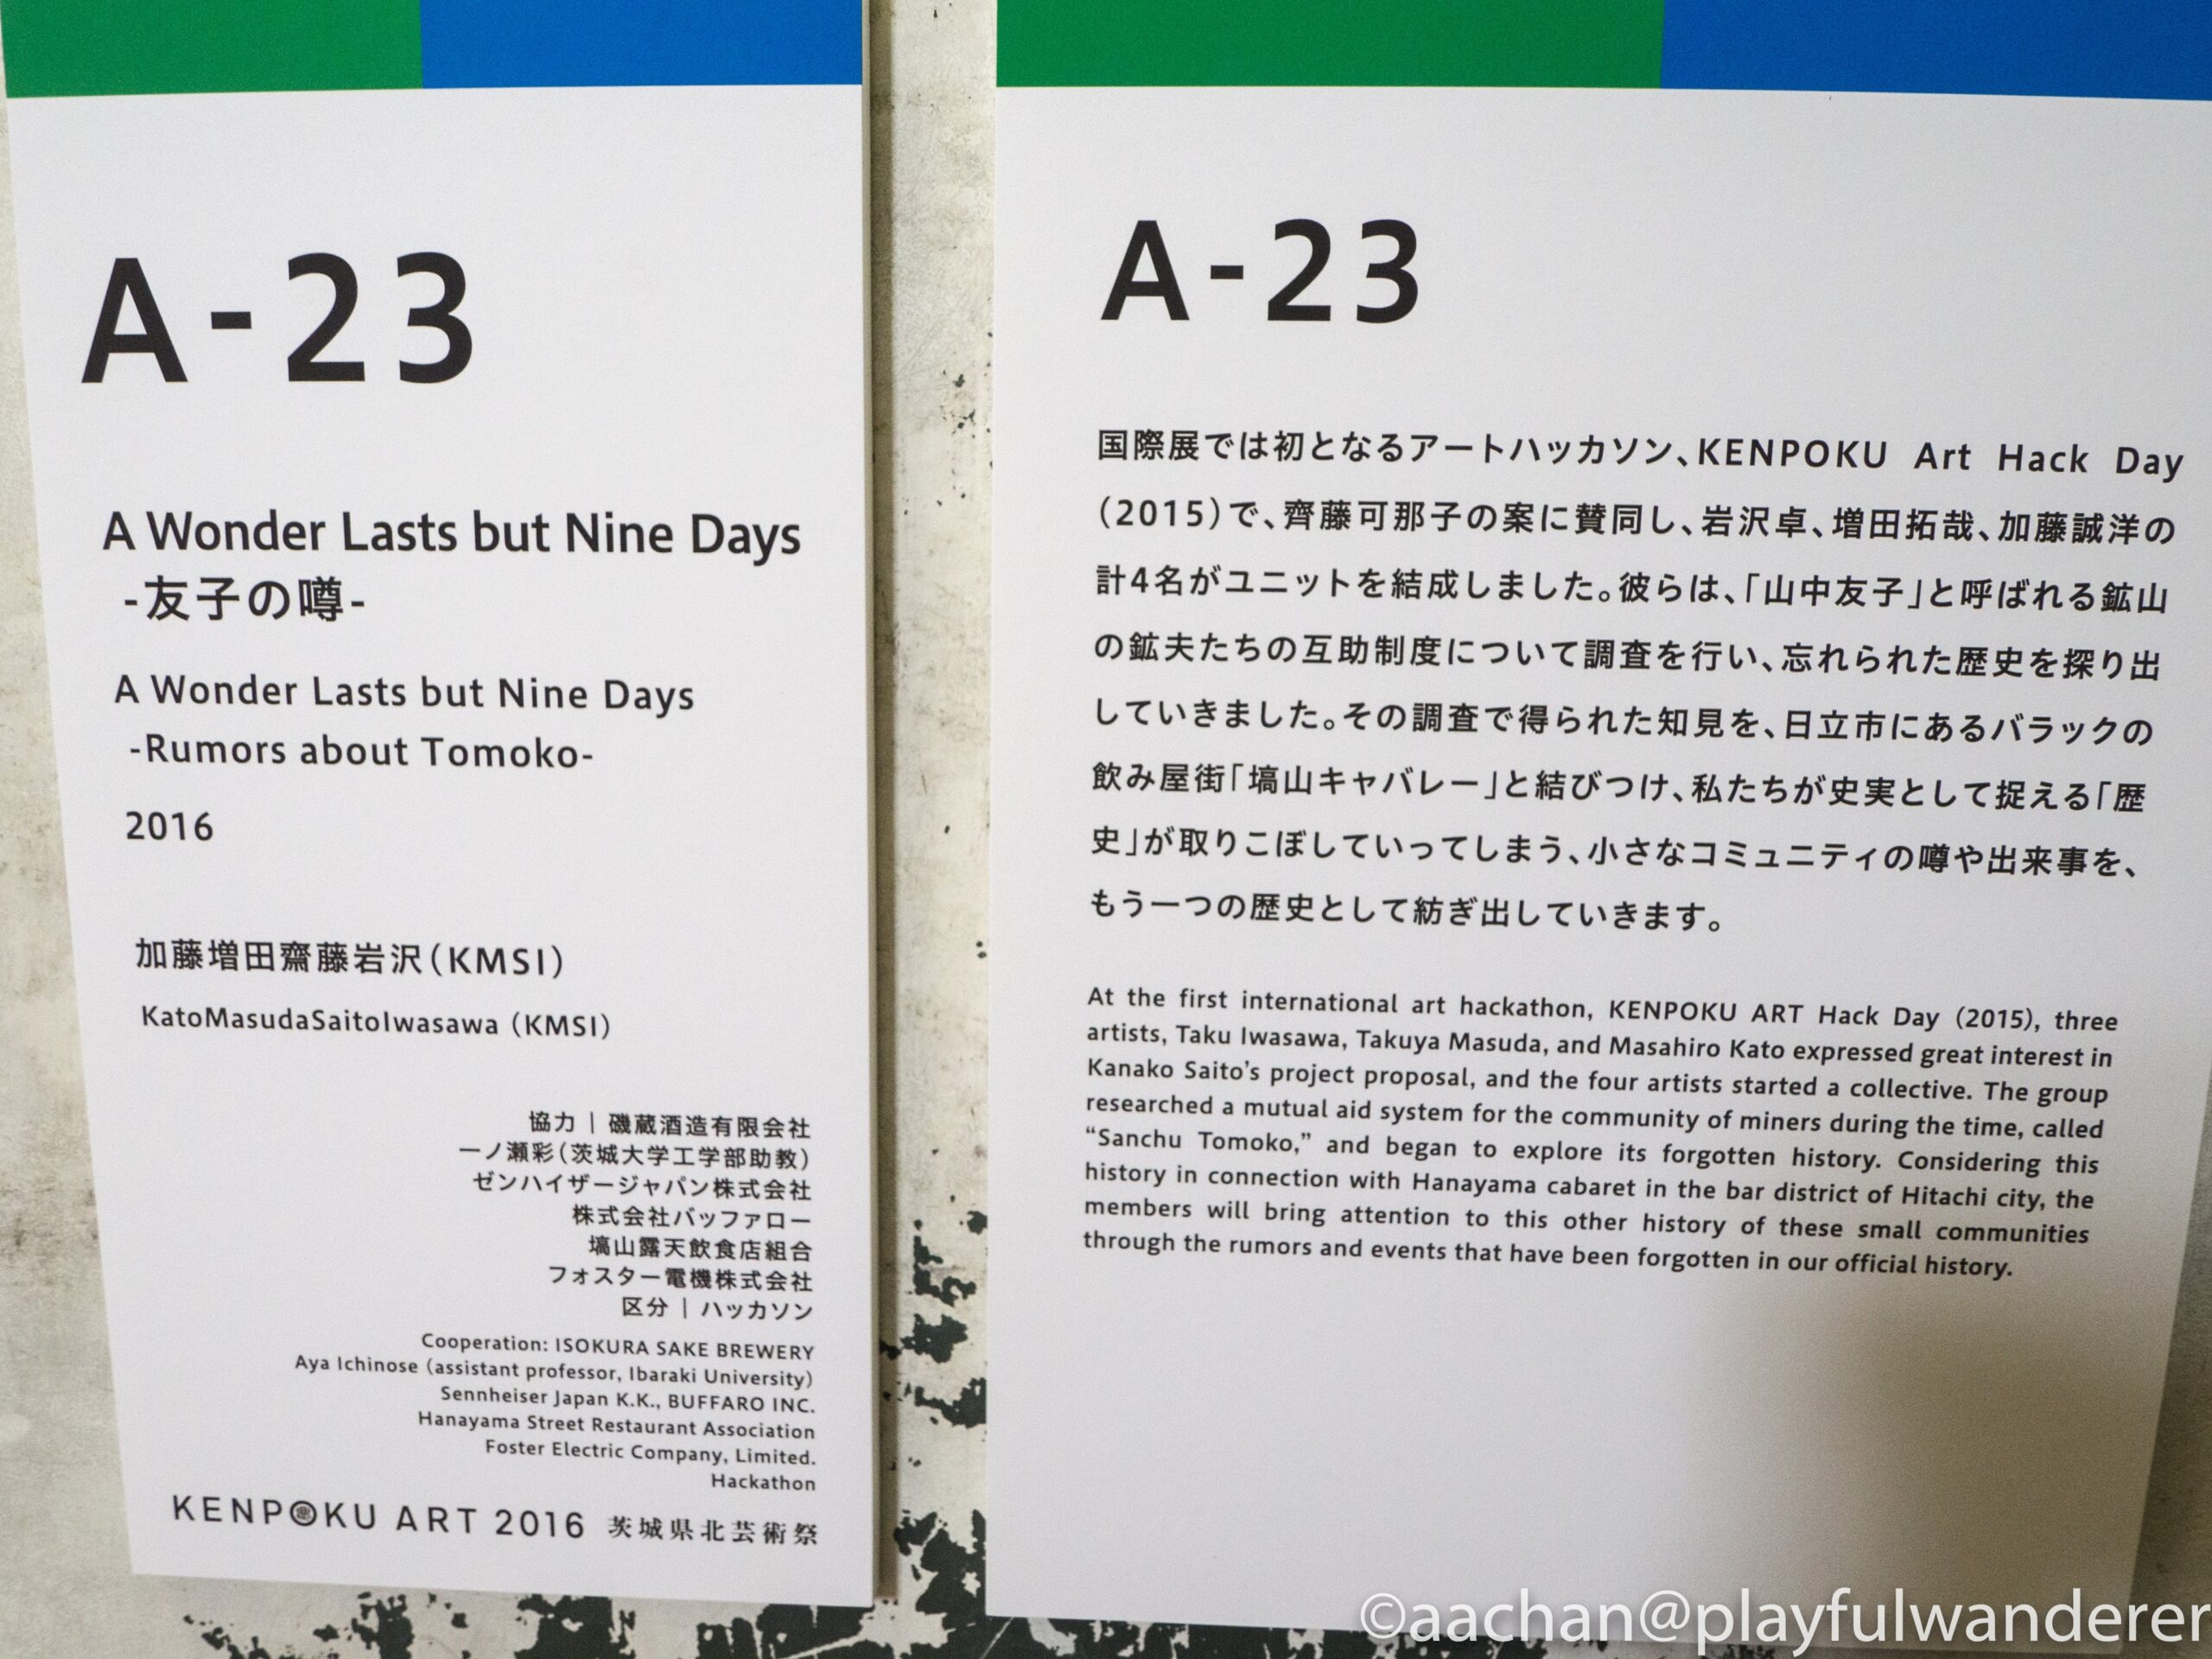 A-23
A Wonder Lasts but Nine Days
-友子の噂-
A Wonder Lasts but Nine Days
-Rumors about Tomoko-
2016
加藤増田齋藤岩沢（KMSI）
KatoMasudaSaitoIwasawa（KMSI）
協力｜磯蔵酒造有限会社
一ノ瀬彩（茨城大学工学部助教）
ゼンハイザージャパン株式会社
株式会社バッファロー
塙山露天飲食店組合
フォスター電機株式会社
区分｜ハッカソン
Cooperation: ISOKURA SAKE BREWERY
Aya Ichinose（assistant professor, Ibaraki University）
Sennheiser Japan K.K., BUFFARO INC.
Hanayama Street Restaurant Association
Foster Electric Company, Limited.
Hackathon
KENPOKU ART 2016 茨城県北芸術祭
A-23
国際展では初となるアートハッカソン、KENPOKU Art Hack Day
（2015）で、齊藤可那子の案に賛同し、岩沢卓、増田拓哉、加藤誠洋の
計4名がユニットを結成しました。彼らは、「山中友子」と呼ばれる鉱山
の鉱夫たちの互助制度について調査を行い、忘れられた歴史を探り出
していきました。その調査で得られた知見を、日立市にあるバラックの
飲み屋街「塙山キャバレー」と結びつけ、私たちが史実として捉える「歴
史」が取りこぼしていってしまう、小さなコミュニティの噂や出来事を、
もう一つの歴史として紡ぎ出していきます。
At the first international art hackathon, KENPOKU ART Hack Day (2015), three
artists, Taku Iwasawa, Takuya Masuda, and Masahiro Kato expressed great interest in
Kanako Saito's project proposal, and the four artists started a collective. The group
researched a mutual aid system for the community of miners during the time, called
“Sanchu Tomoko,” and began to explore its forgotten history. Considering this
history in connection with Hanayama cabaret in the bar district of Hitachi city, the
members will bring attention to this other history of these small communities
through the rumors and events that have been forgotten in our official history.
©aachan@playfulwanderer